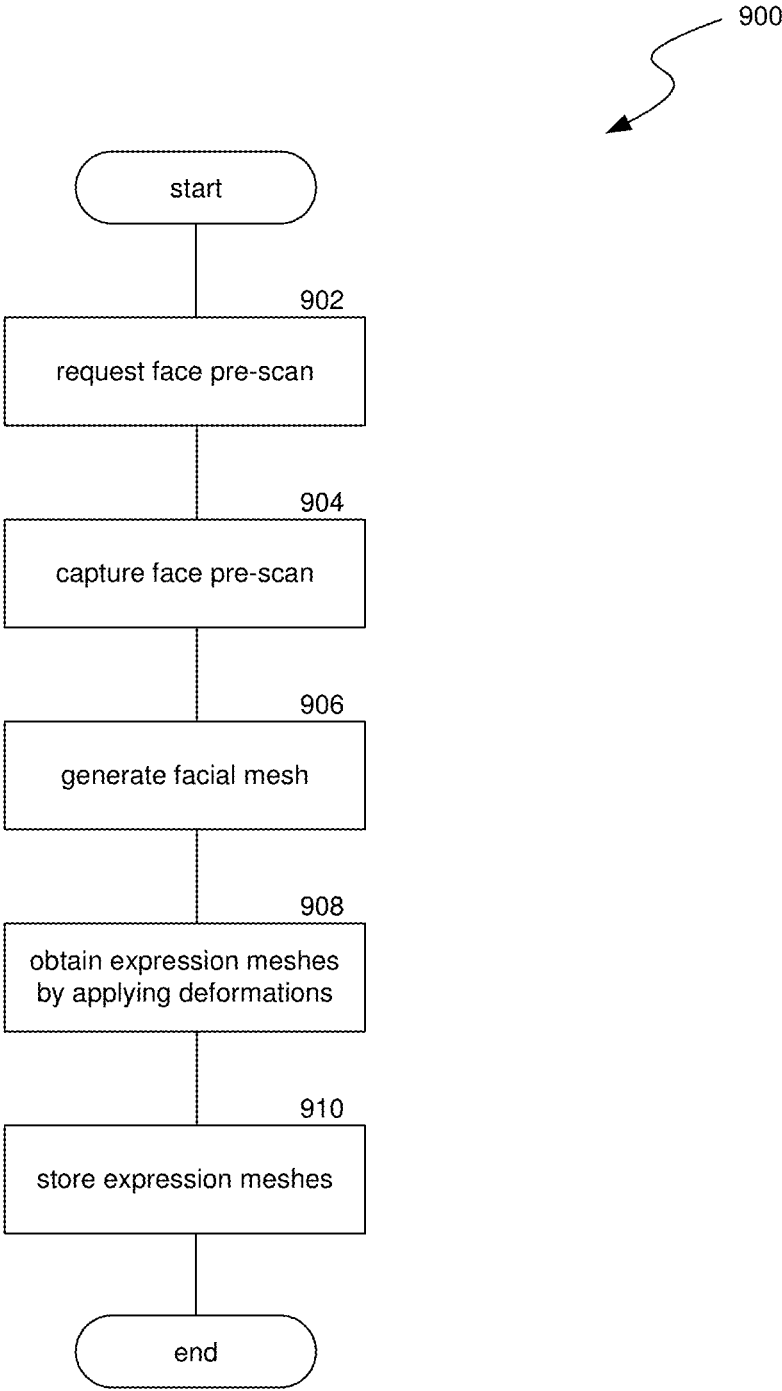 900
start
902
request face pre-scan
904
capture face pre-scan
906
generate facial mesh
908
obtain expression meshes
by applying deformations
910
store expression meshes
end